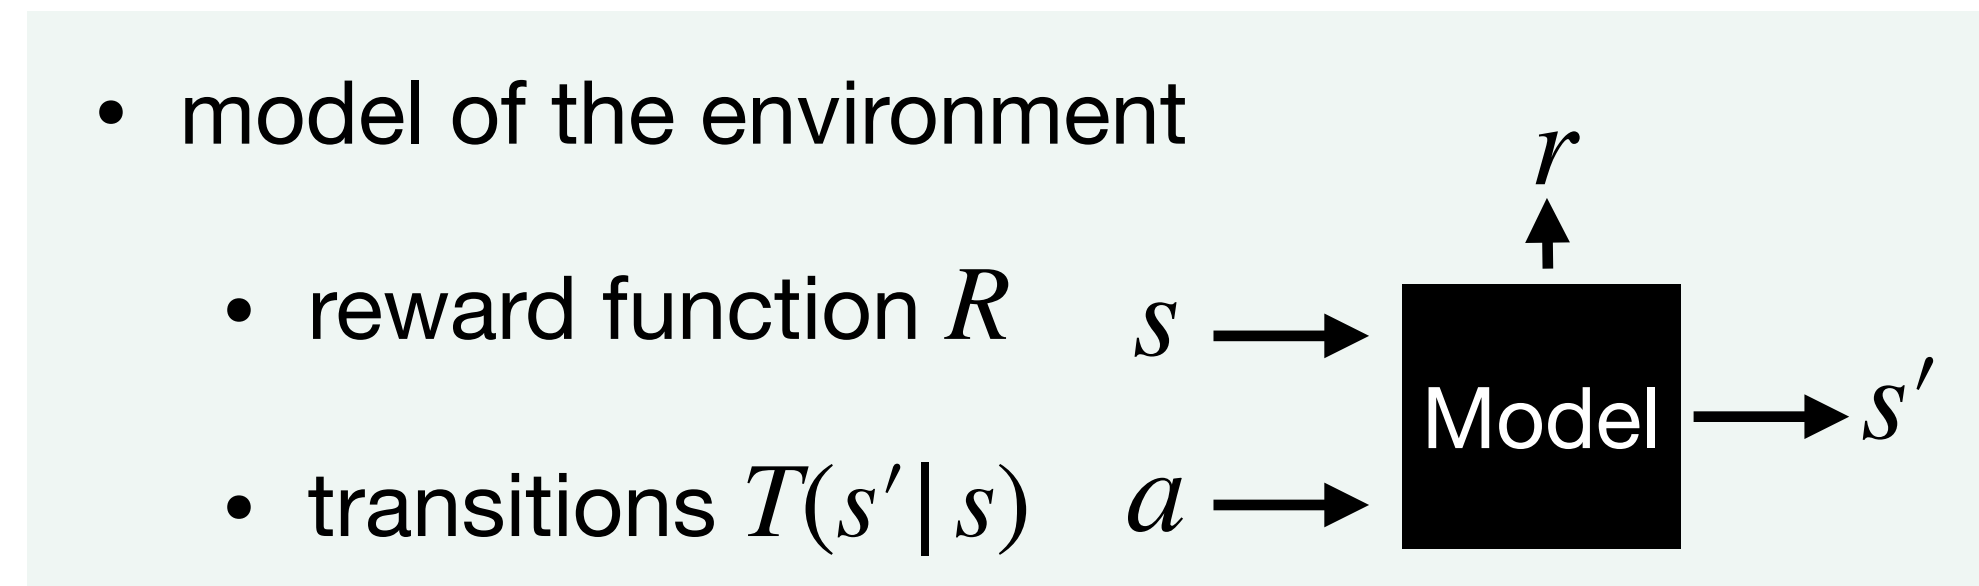 • model of the environment
• reward function R
• transitions T(s′ | s)
r
s
a
Model
s′